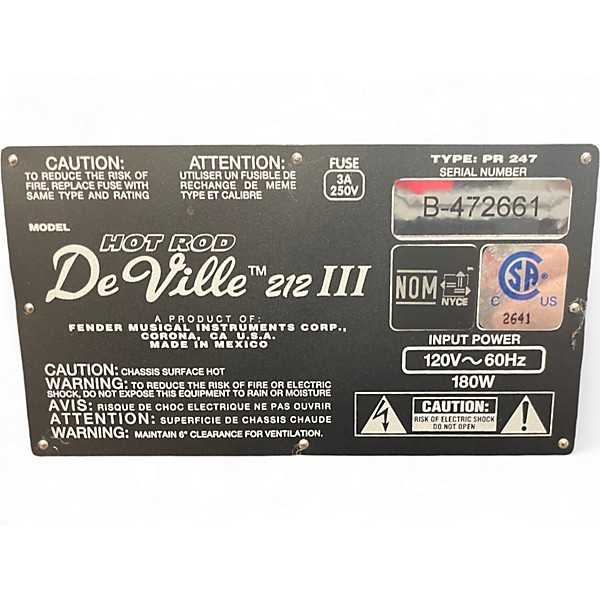 CAUTION:
TO REDUCE THE RISK OF
FIRE, REPLACE FUSE WITH
SAME TYPE AND RATING
ATTENTION:
UTILISER UN FUSIBLE DE
RECHANGE DE MEME
TYPE ET CALIBRE
FUSE
3A
250V
TYPE: PR 247
SERIAL NUMBER
B-472661
MODEL
HOT ROD
DeVille™ 212 III
A PRODUCT OF:
FENDER MUSICAL INSTRUMENTS CORP.,
CORONA, CA U.S.A.
MADE IN MEXICO
NOM
NYCE
CSA
C US
2641
INPUT POWER
120V~60Hz
180W
CAUTION: CHASSIS SURFACE HOT
WARNING: TO REDUCE THE RISK OF FIRE OR ELECTRIC
SHOCK, DO NOT EXPOSE THIS EQUIPMENT TO RAIN OR MOISTURE
AVIS: RISQUE DE CHOC ELECTRIQUE NE PAS OUVRIR
ATTENTION: SUPERFICIE DE CHASSIS CHAUDE
WARNING: MAINTAIN 6" CLEARANCE FOR VENTILATION.
CAUTION:
RISK OF ELECTRIC SHOCK
DO NOT OPEN